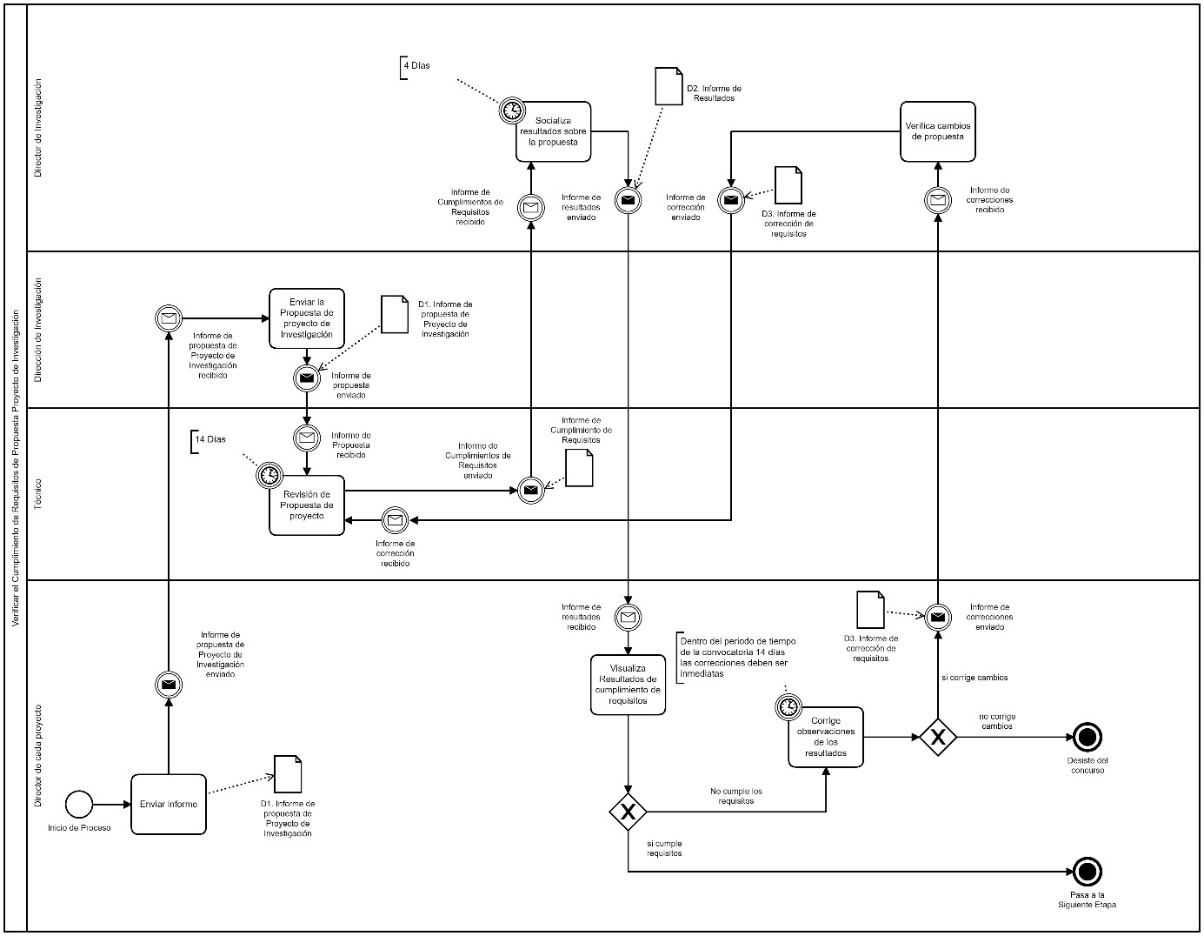 Verificar el Cumplimiento de Requisitos de Propuesta Proyecto de Investigación
Director de Investigación
4 Días
Socializa
resultados sobre
la propuesta
D2. Informe de
Resultados
Verifica cambios
de propuesta
Informe de
Cumplimientos de
Requisitos
recibido
Informe de
resultados
enviado
Informe de
corrección
enviado
D3. Informe de
corrección de
requisitos
Informe de
correcciones
recibido
Dirección de Investigación
Enviar la
Propuesta de
proyecto de
Investigación
D1. Informe de
propuesta de
Proyecto de
Investigación
Informe de
propuesta de
Proyecto de
Investigación
recibido
Informe de
propuesta
enviado
Técnico
14 Días
Informe de
Propuesta
recibido
Revisión de
Propuesta de
proyecto
Informe de
Cumplimientos de
Requisitos
enviado
Informe de
Cumplimiento de
Requisitos
Informe de
corrección
recibido
Director de cada proyecto
Informe de
propuesta de
Proyecto de
Investigación
enviado
Inicio de Proceso
Enviar informe
D1. Informe de
propuesta de
Proyecto de
Investigación
Informe de
resultados
recibido
Visualiza
Resultados de
cumplimiento de
requisitos
Dentro del periodo de tiempo
de la convocatoria 14 días
las correcciones deben ser
inmediatas
Corrige
observaciones
de los
resultados
D3. Informe de
corrección de
requisitos
Informe de
correcciones
enviado
si corrige cambios
no corrige
cambios
Desiste del
concurso
No cumple los
requisitos
si cumple
requisitos
Pasa a la
Siguiente Etapa